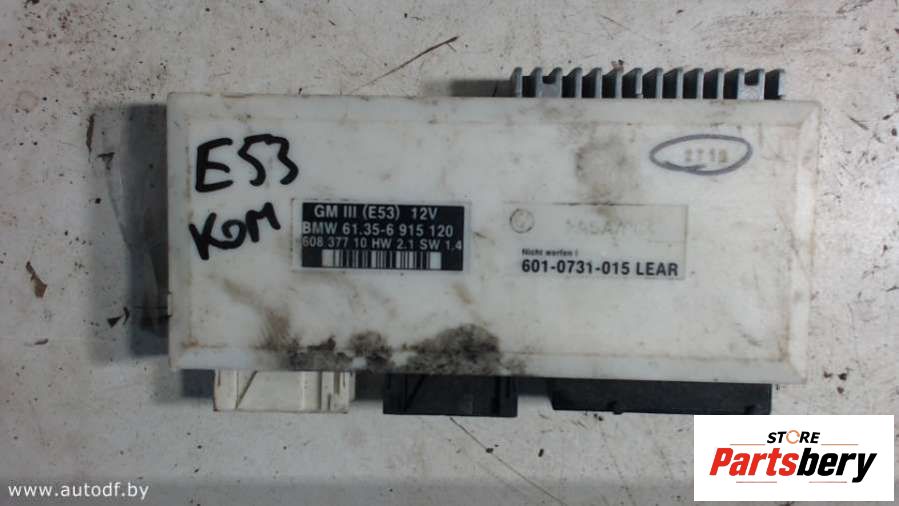 E53
КОМ
GM III (E53) 12V
BMW 61.35-6 915 120
608 377 10 HW 2.1 SW 1.4
Nicht werfen !
601-0731-015 LEAR
www.autodf.by
STORE
Partsbery